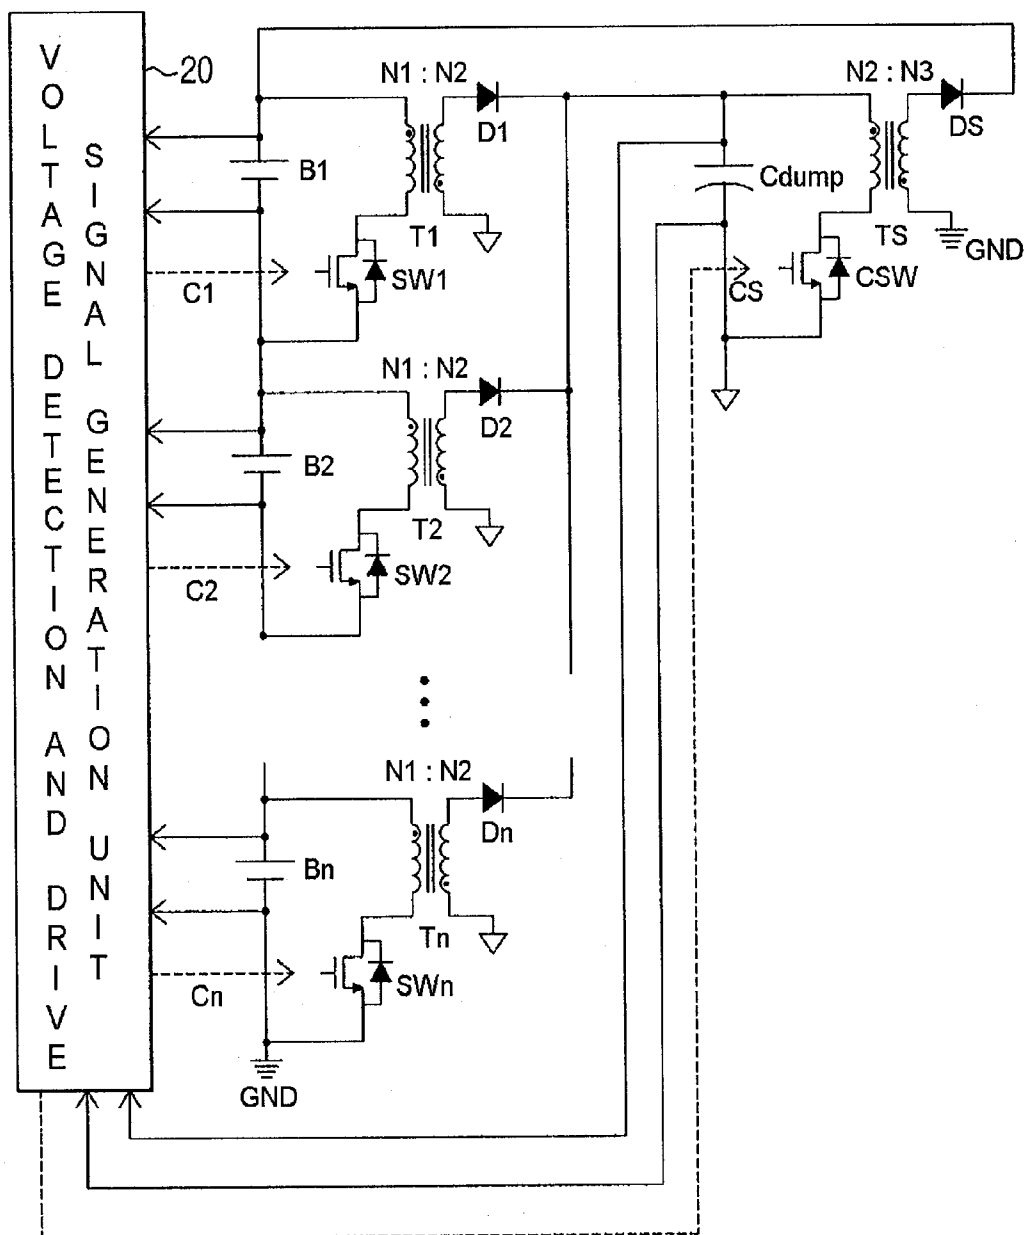 VOLTAGE DETECTION AND DRIVE
SIGNAL GENERATION UNIT
20
N1 : N2
D1
N2 : N3
DS
B1
Cdump
T1
TS
GND
C1
SW1
CS
CSW
N1 : N2
D2
B2
T2
C2
SW2
N1 : N2
Dn
Bn
Tn
Cn
SWn
GND